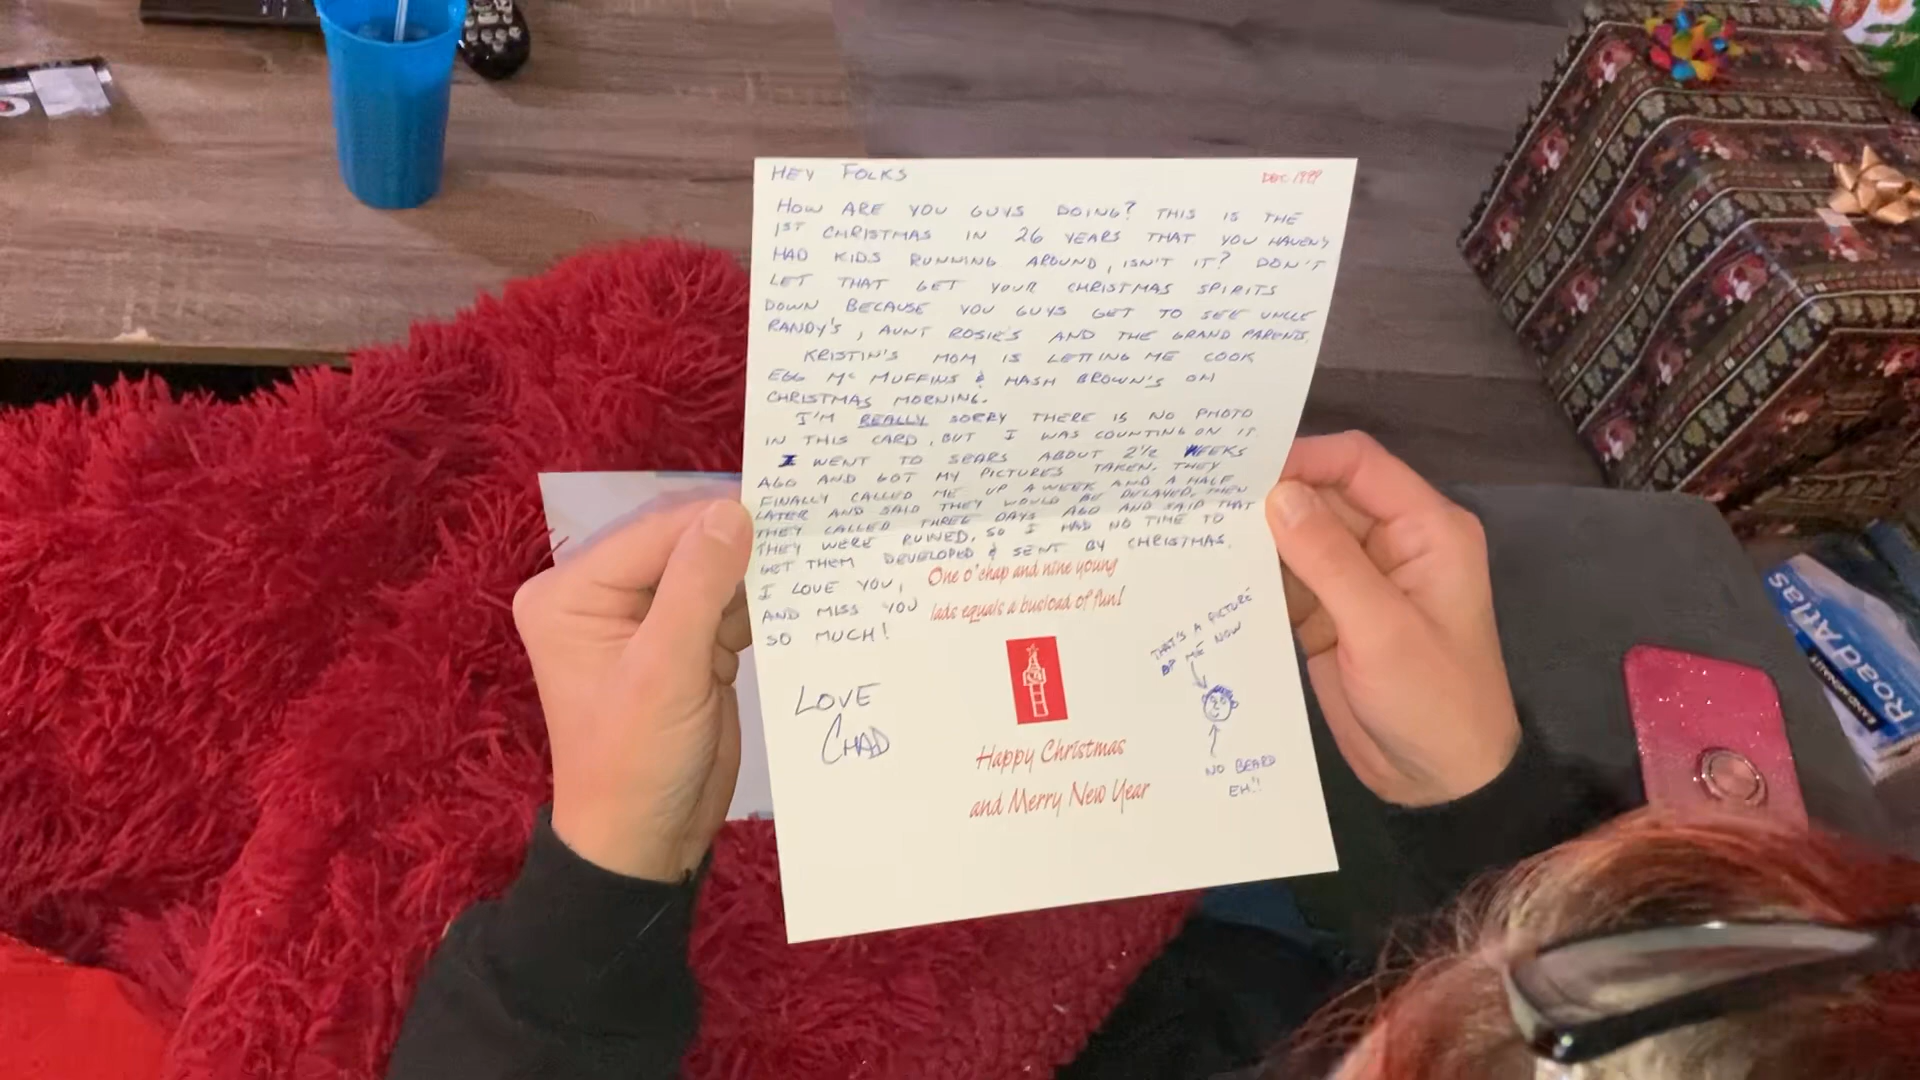 HEY FOLKS
DEC 1999
HOW ARE YOU GUYS DOING? THIS IS THE
1ST CHRISTMAS IN 26 YEARS THAT YOU HAVEN'T
HAD KIDS RUNNING AROUND, ISN'T IT? DON'T
LET THAT GET YOUR CHRISTMAS SPIRITS
DOWN BECAUSE YOU GUYS GET TO SEE UNCLE
RANDY'S, AUNT ROSIE'S AND THE GRAND PARENTS.
KRISTIN'S MOM IS LETTING ME COOK
EGG MC MUFFINS & HASH BROWN'S ON
CHRISTMAS MORNING.
I'M REALLY SORRY THERE IS NO PHOTO
IN THIS CARD, BUT I WAS COUNTING ON IT
I WENT TO SEARS ABOUT 2 1/2 WEEKS
AGO AND GOT MY PICTURES TAKEN. THEY
FINALLY CALLED ME UP A WEEK AND A HALF
LATER AND SAID THEY WOULD BE DELAYED, THEN
THEY CALLED THREE DAYS AGO AND SAID THAT
THEY WERE RUINED, SO I HAD NO TIME TO
GET THEM DEVELOPED & SENT BY CHRISTMAS.
I LOVE YOU,
AND MISS YOU
SO MUCH!
One o'chap and nine young
lads equals a busload of fun!
LOVE
CHAD
Happy Christmas
and Merry New Year
THAT'S A PICTURE
OF ME NOW
NO BEARD
EH!!
Road Atlas
RAND MCNALLY